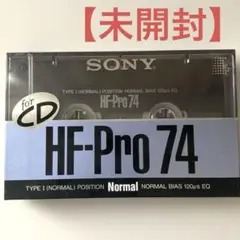 【未開封】
SONY
TYPE I (NORMAL) POSITION NORMAL BIAS 120μs EQ
for
CD
HF-Pro 74
HF-Pro 74
TYPE I (NORMAL) POSITION Normal NORMAL BIAS 120μs EQ